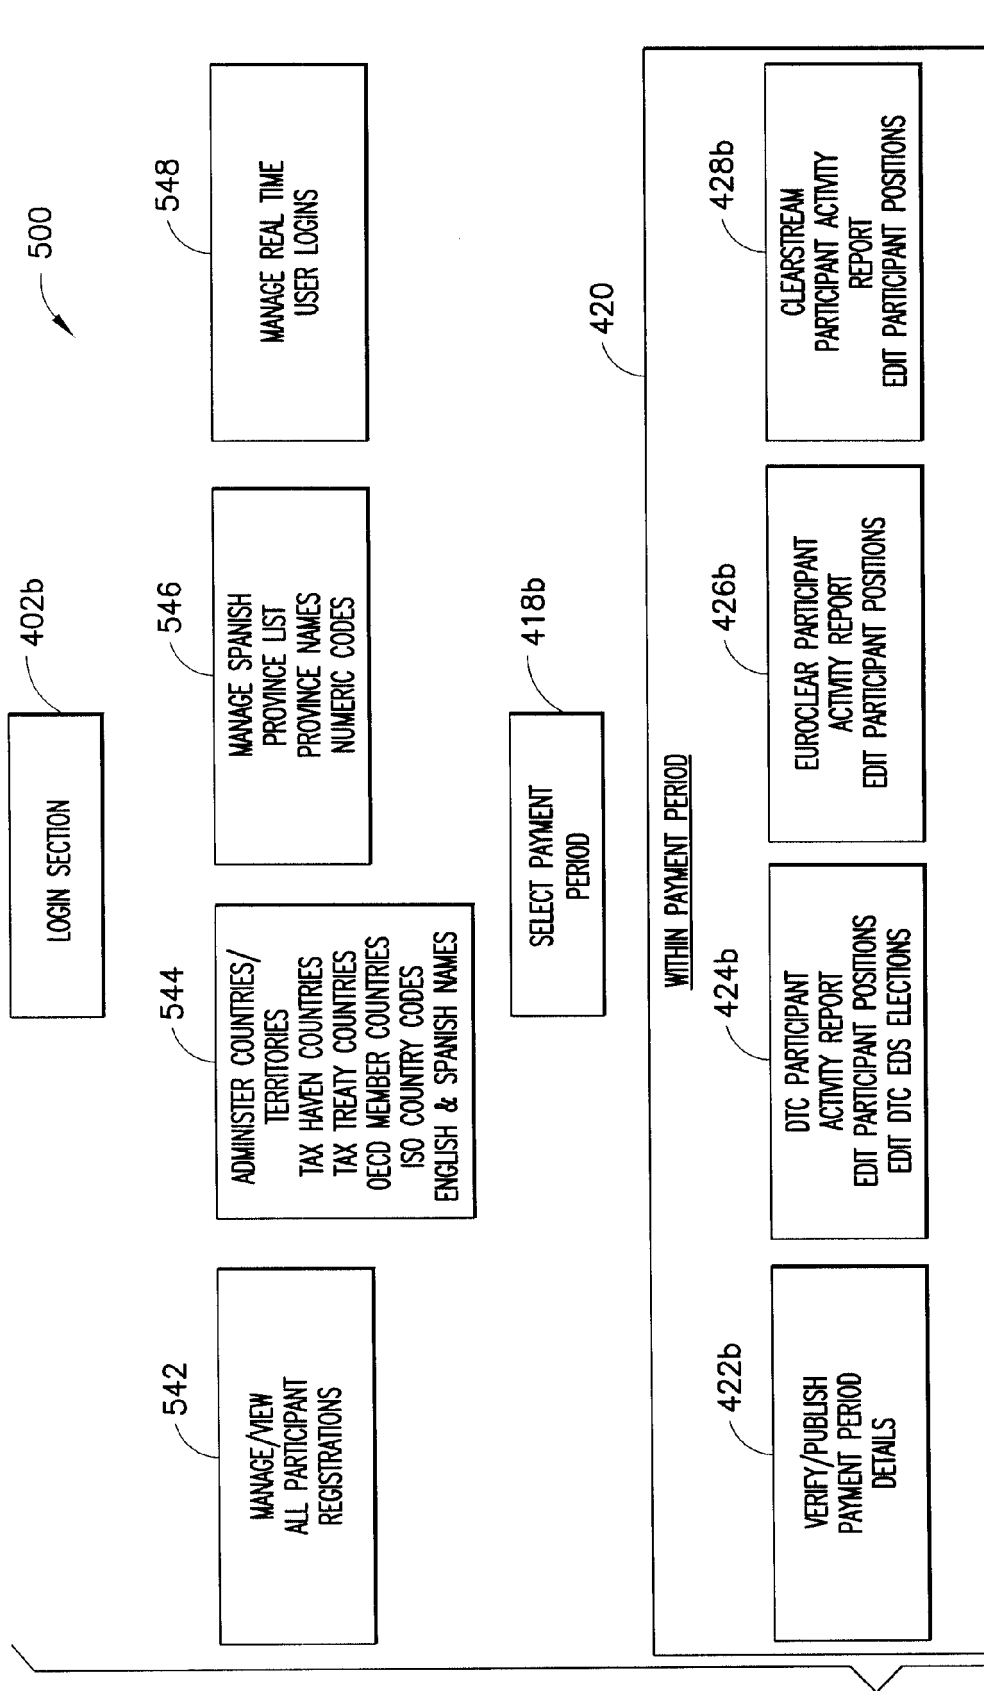 500
402b
LOGIN SECTION
542
MANAGE/VIEW
ALL PARTICIPANT
REGISTRATIONS
544
ADMINISTER COUNTRIES/
TERRITORIES
TAX HAVEN COUNTRIES
TAX TREATY COUNTRIES
OECD MEMBER COUNTRIES
ISO COUNTRY CODES
ENGLISH & SPANISH NAMES
546
MANAGE SPANISH
PROVINCE LIST
PROVINCE NAMES
NUMERIC CODES
548
MANAGE REAL TIME
USER LOGINS
418b
SELECT PAYMENT
PERIOD
420
WITHIN PAYMENT PERIOD
422b
VERIFY/PUBLISH
PAYMENT PERIOD
DETAILS
424b
DTC PARTICIPANT
ACTIVITY REPORT
EDIT PARTICIPANT POSITIONS
EDIT DTC EDS ELECTIONS
426b
EUROCLEAR PARTICIPANT
ACTIVITY REPORT
EDIT PARTICIPANT POSITIONS
428b
CLEARSTREAM
PARTICIPANT ACTIVITY
REPORT
EDIT PARTICIPANT POSITIONS